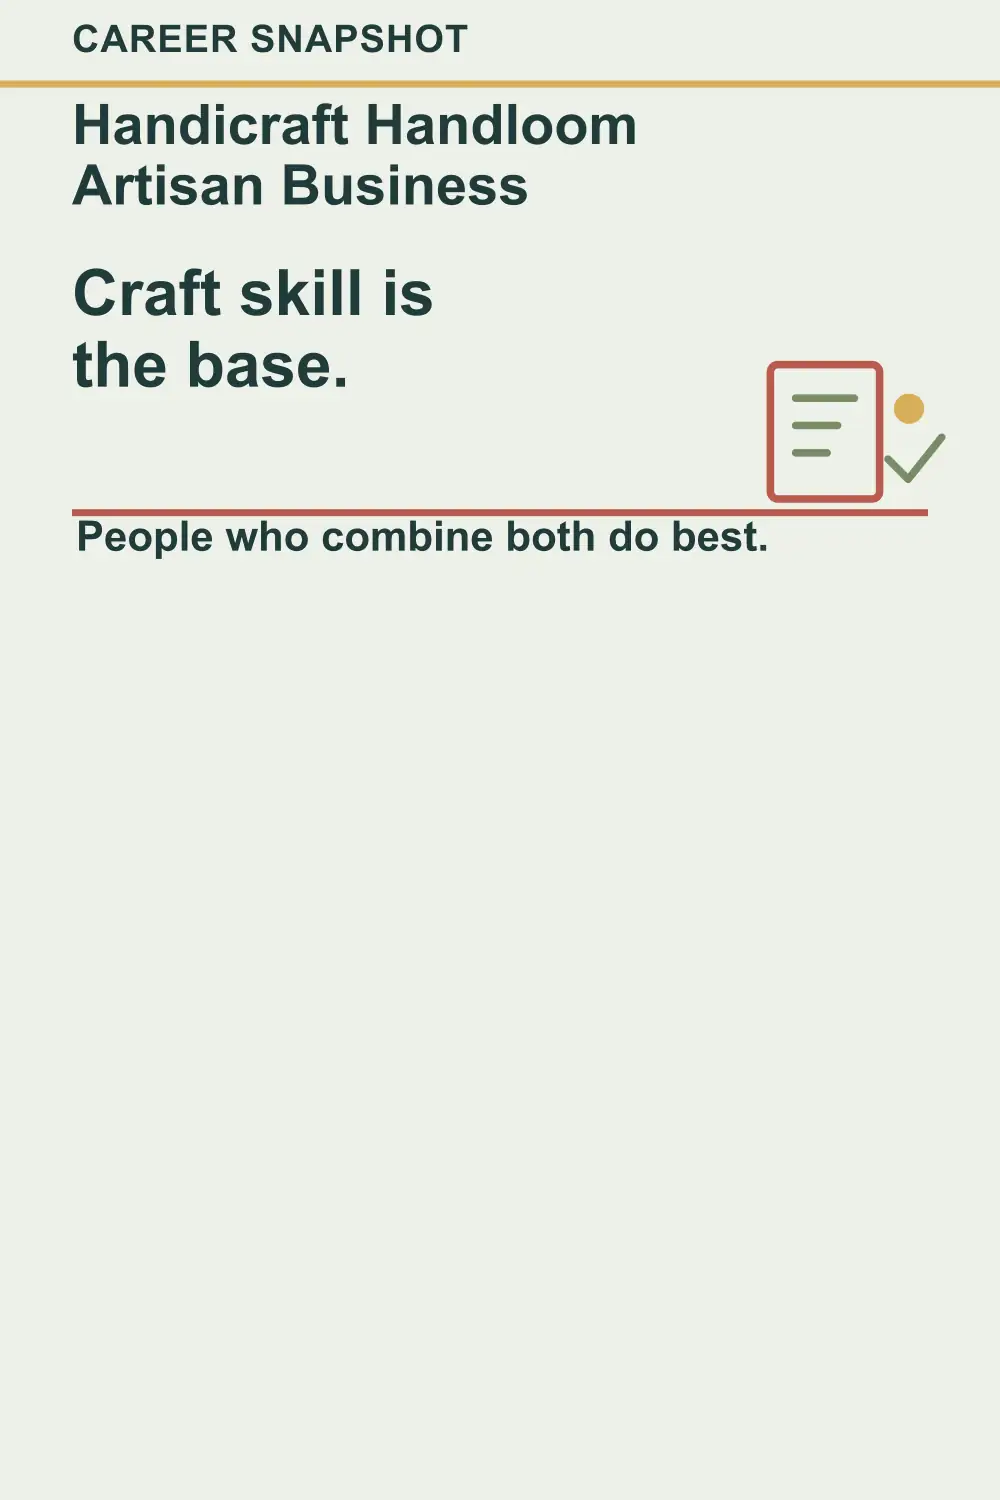 CAREER SNAPSHOT
Handicraft Handloom
Artisan Business
Craft skill is
the base.
People who combine both do best.